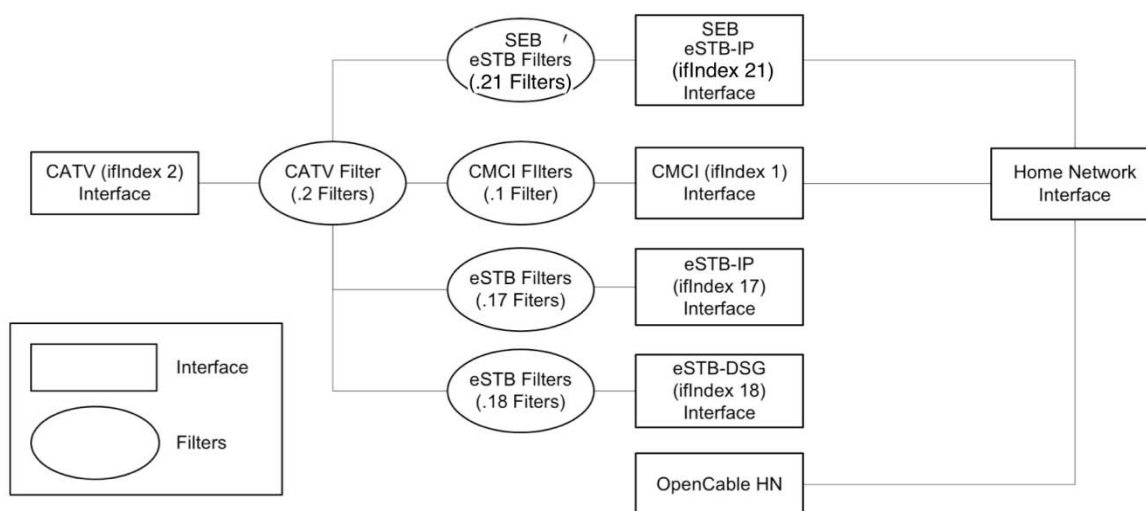 SEB
eSTB Filters
(.21 Filters)
SEB
eSTB-IP
(ifIndex 21)
Interface
CATV (ifIndex 2)
Interface
CATV Filter
(.2 Filters)
CMCI FIlters
(.1 Filter)
CMCI (ifIndex 1)
Interface
Home Network
Interface
eSTB Filters
(.17 Fiters)
eSTB-IP
(ifIndex 17)
Interface
eSTB Filters
(.18 Fiters)
eSTB-DSG
(ifIndex 18)
Interface
OpenCable HN
Interface
Filters